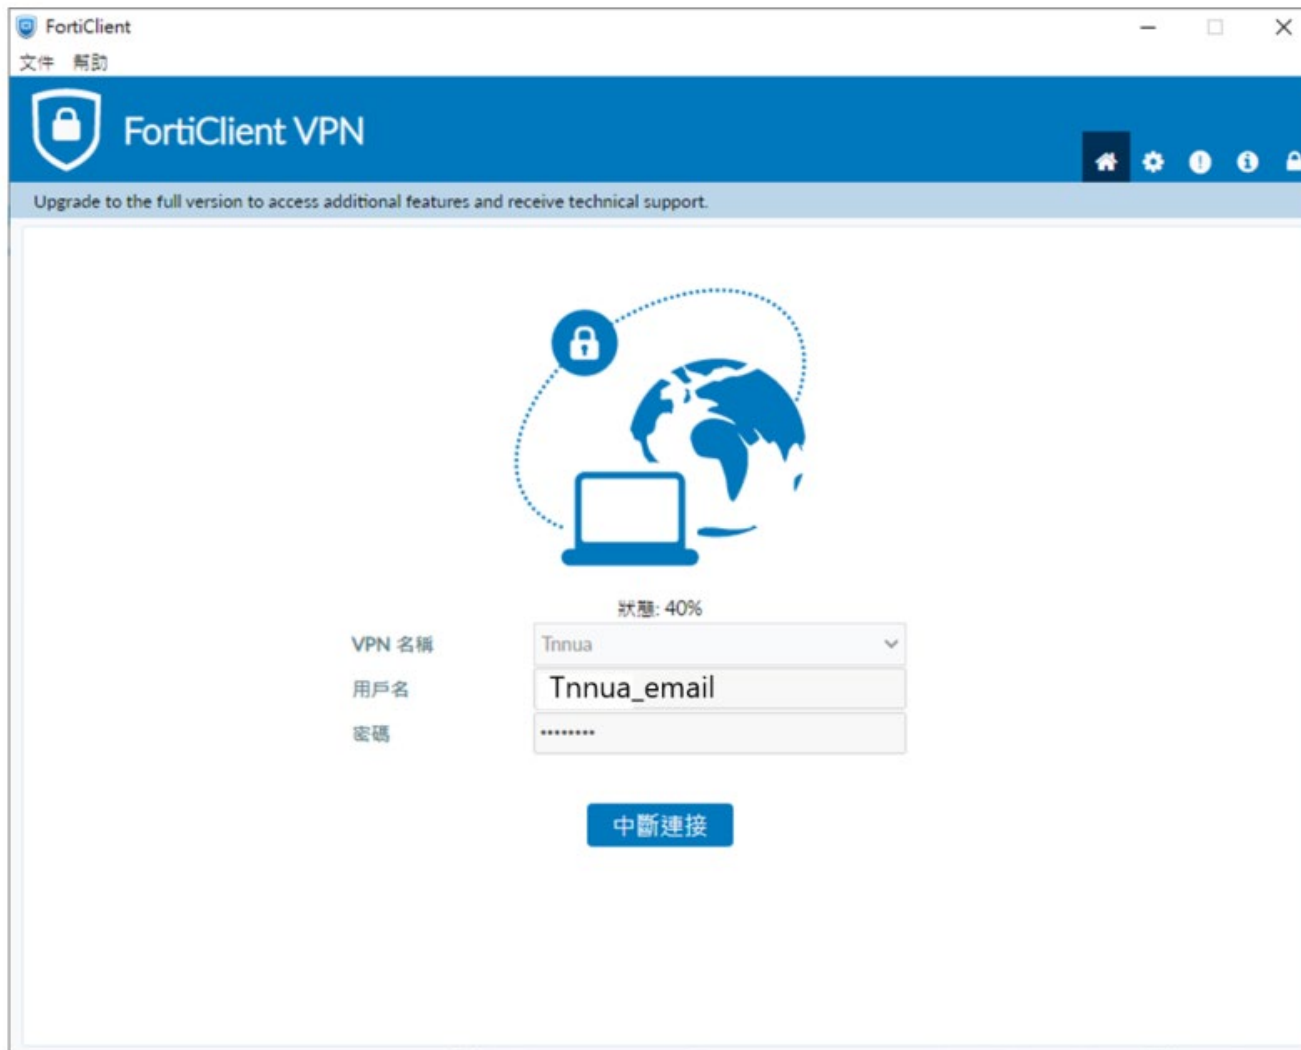 FortiClient
文件 幫助
FortiClient VPN
Upgrade to the full version to access additional features and receive technical support.
狀態: 40%
VPN 名稱 Tnnua
用戶名 Tnnua_email
密碼 ••••••••
中斷連接